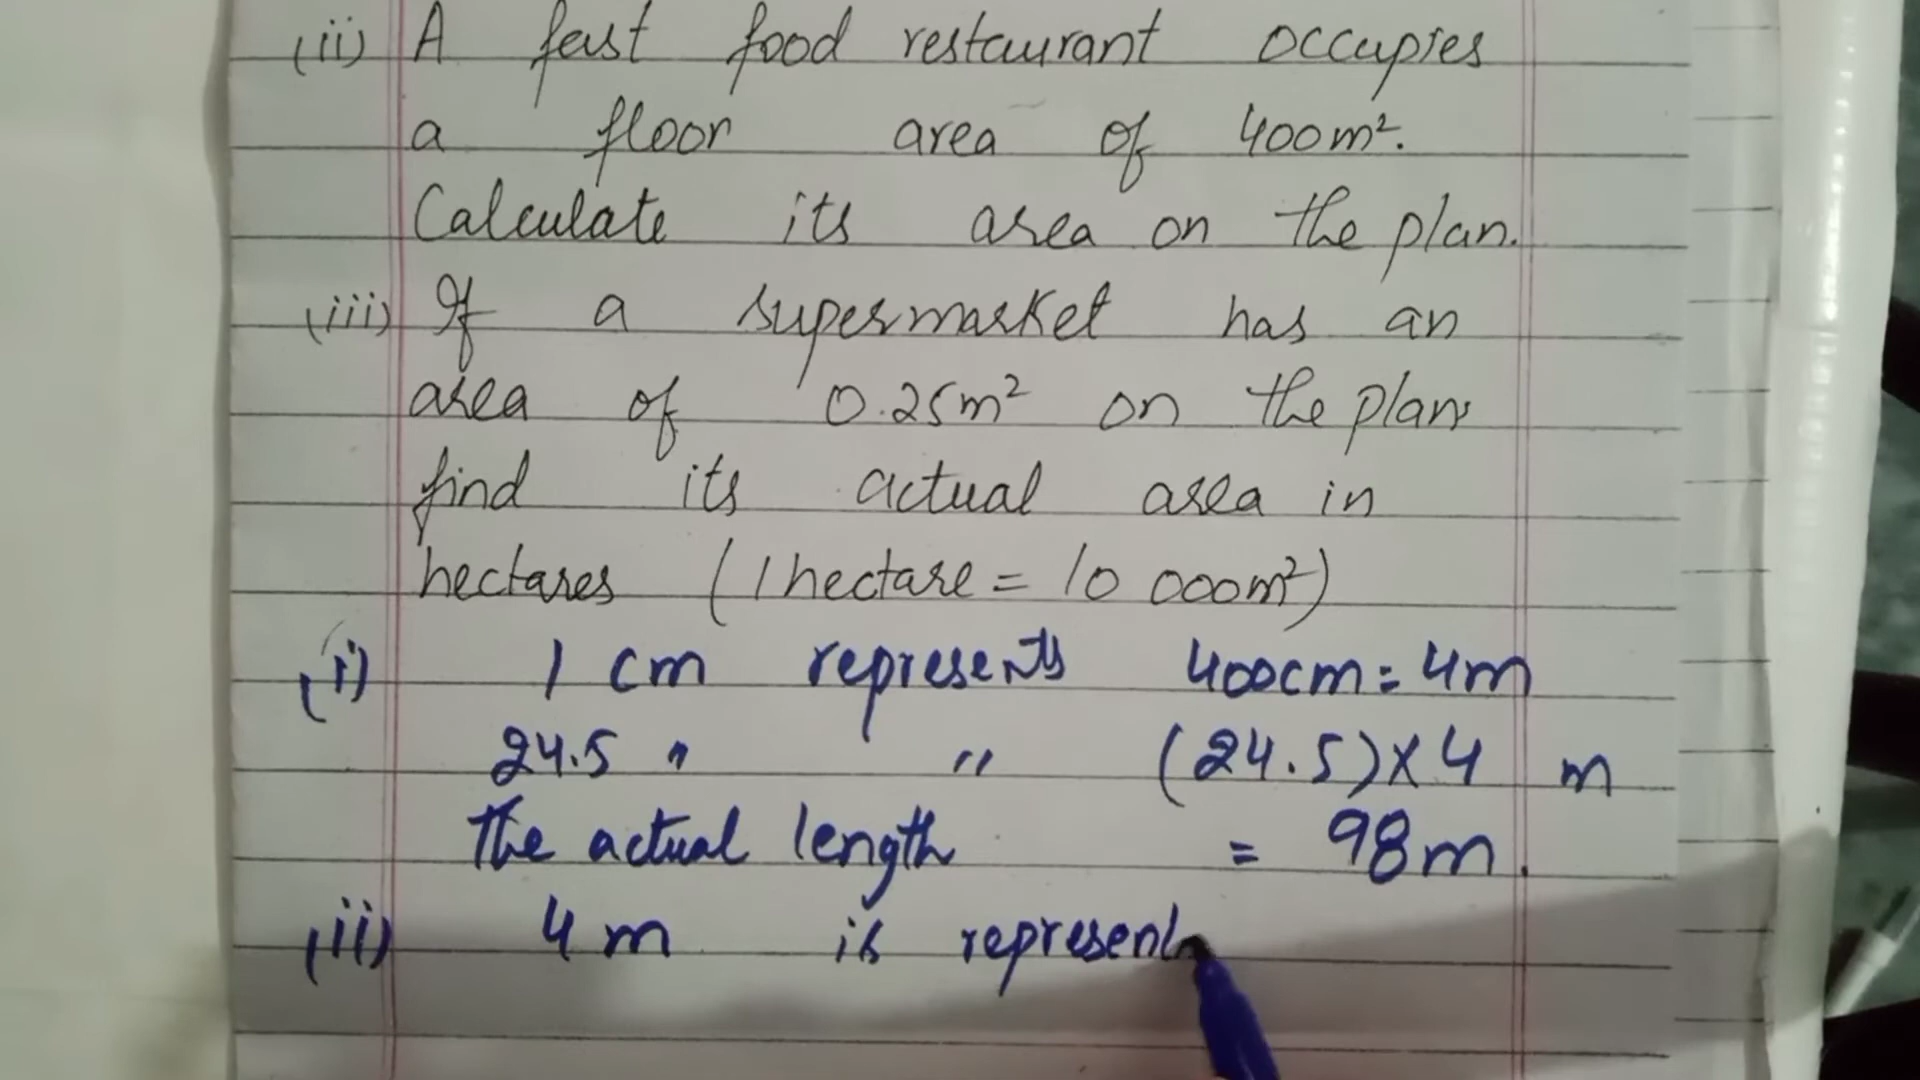 (ii) A fast food restaurant occupies
a floor area of 400m².
Calculate its area on the plan.
(iii) If a supermarket has an
area of 0.25m² on the plan,
find its actual area in
hectares (1 hectare = 10 000m²)
(i) 1 cm represents 400cm = 4m
24.5 " " (24.5)×4 m
The actual length = 98m.
(ii) 4 m is represent